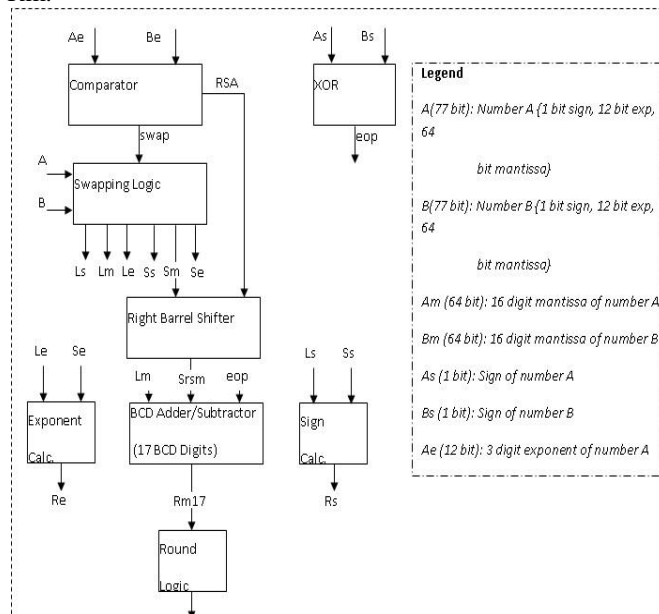 Ae
Be
As
Bs
Comparator
RSA
XOR
swap
eop
A
B
Swapping Logic
Ls
Lm
Le
Ss
Sm
Se
Right Barrel Shifter
Le
Se
Lm
Srsm
eop
Ls
Ss
Exponent
Calc.
BCD Adder/Subtractor
(17 BCD Digits)
Sign
Calc.
Re
Rm17
Rs
Round
Logic
Legend
A(77 bit): Number A {1 bit sign, 12 bit exp,
64
bit mantissa}
B(77 bit): Number B {1 bit sign, 12 bit exp,
64
bit mantissa}
Am (64 bit): 16 digit mantissa of number A
Bm (64 bit): 16 digit mantissa of number B
As (1 bit): Sign of number A
Bs (1 bit): Sign of number B
Ae (12 bit): 3 digit exponent of number A